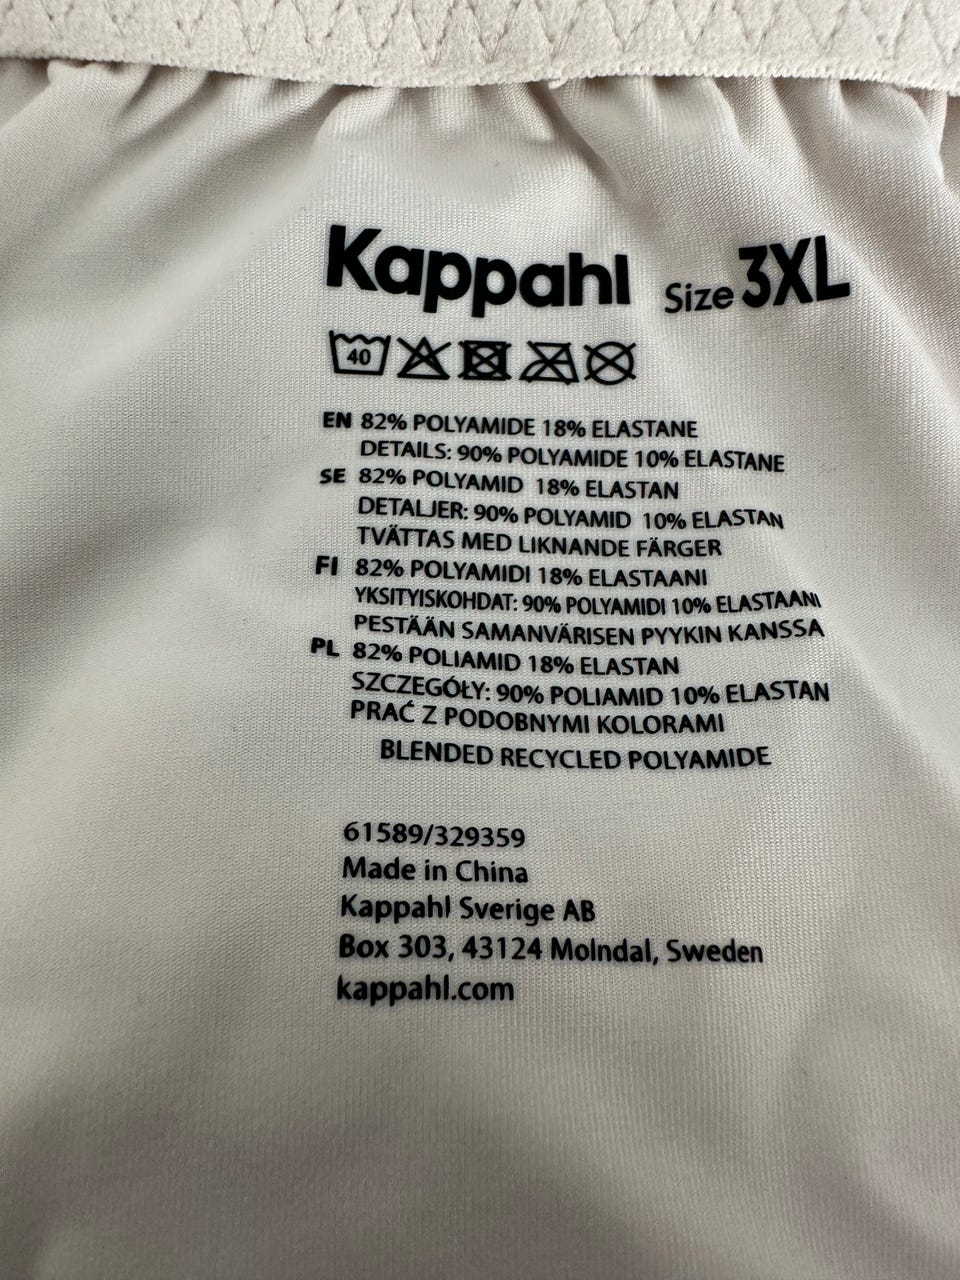 Kappahl Size 3XL
40
EN 82% POLYAMIDE 18% ELASTANE
DETAILS: 90% POLYAMIDE 10% ELASTANE
SE 82% POLYAMID 18% ELASTAN
DETALJER: 90% POLYAMID 10% ELASTAN
TVÄTTAS MED LIKNANDE FÄRGER
FI 82% POLYAMIDI 18% ELASTAANI
YKSITYISKOHDAT: 90% POLYAMIDI 10% ELASTAANI
PESTÄÄN SAMANVÄRISEN PYYKIN KANSSA
PL 82% POLIAMID 18% ELASTAN
SZCZEGÓŁY: 90% POLIAMID 10% ELASTAN
PRAĆ Z PODOBNYMI KOLORAMI
BLENDED RECYCLED POLYAMIDE
61589/329359
Made in China
Kappahl Sverige AB
Box 303, 43124 Molndal, Sweden
kappahl.com